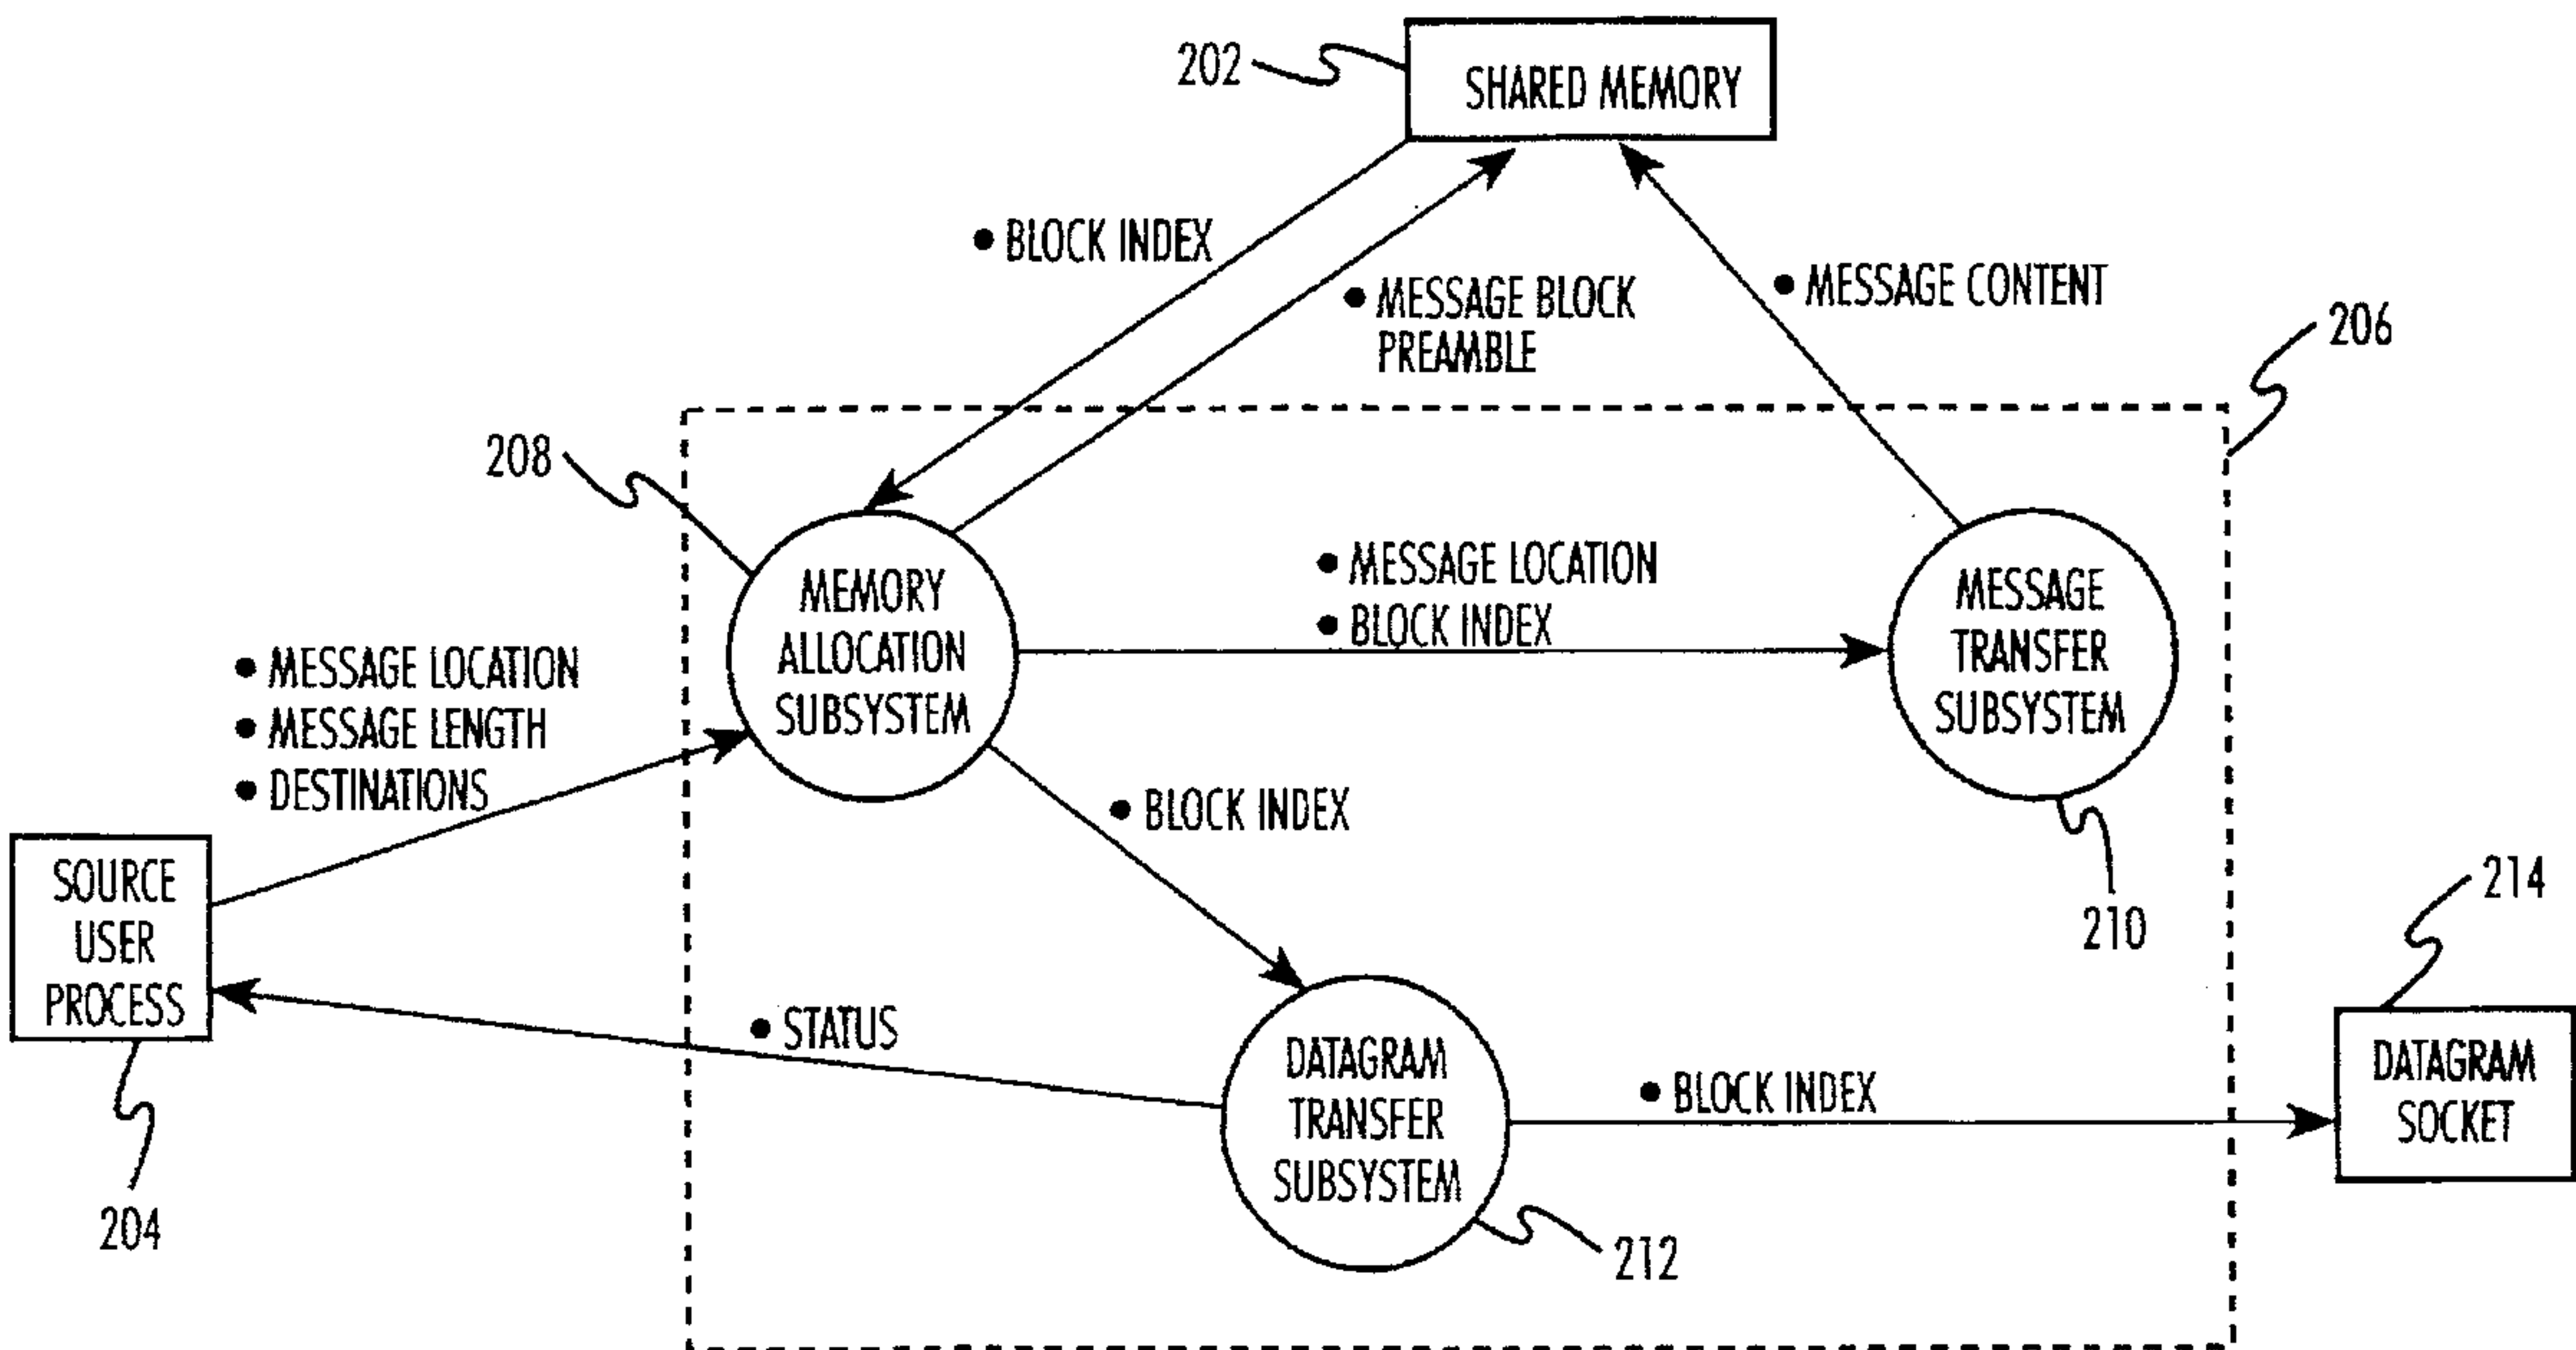 202
SHARED MEMORY
• BLOCK INDEX
• MESSAGE BLOCK
PREAMBLE
• MESSAGE CONTENT
206
208
MEMORY
ALLOCATION
SUBSYSTEM
• MESSAGE LOCATION
• BLOCK INDEX
MESSAGE
TRANSFER
SUBSYSTEM
210
• MESSAGE LOCATION
• MESSAGE LENGTH
• DESTINATIONS
SOURCE
USER
PROCESS
204
• BLOCK INDEX
• STATUS
DATAGRAM
TRANSFER
SUBSYSTEM
212
• BLOCK INDEX
214
DATAGRAM
SOCKET